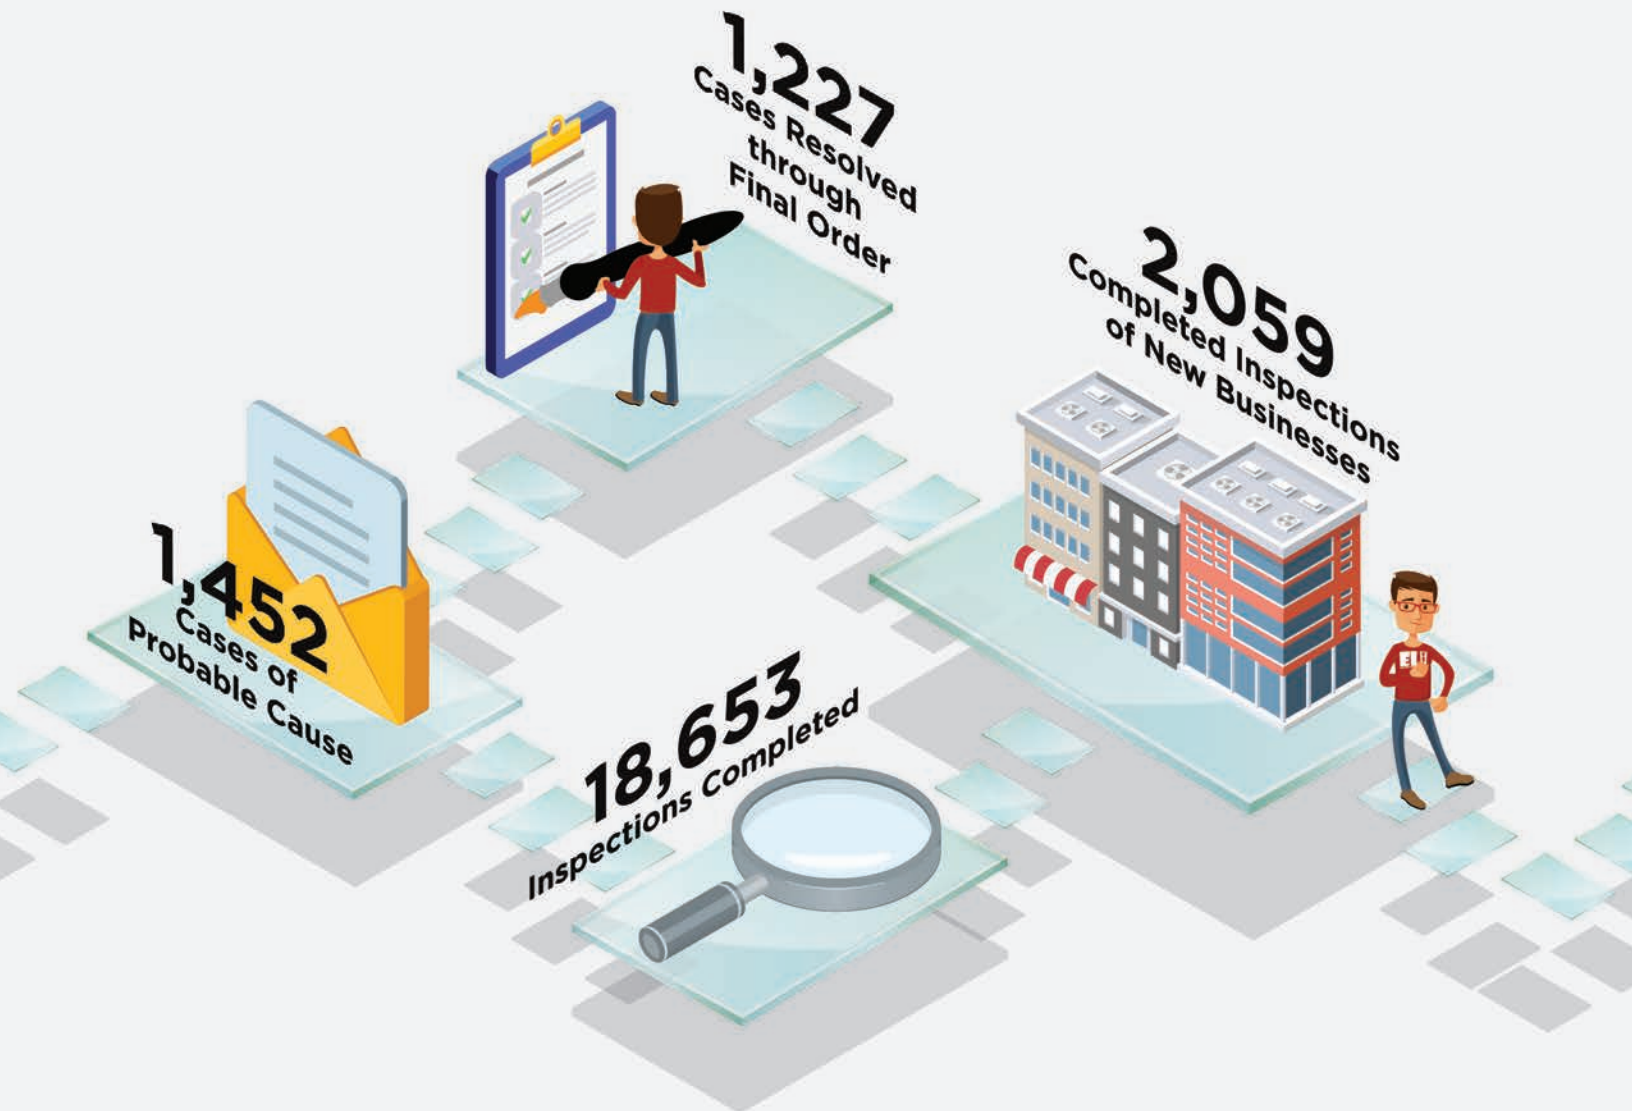 1,227
Cases Resolved
through
Final Order
2,059
Completed Inspections
of New Businesses
1,452
Cases of
Probable Cause
18,653
Inspections Completed